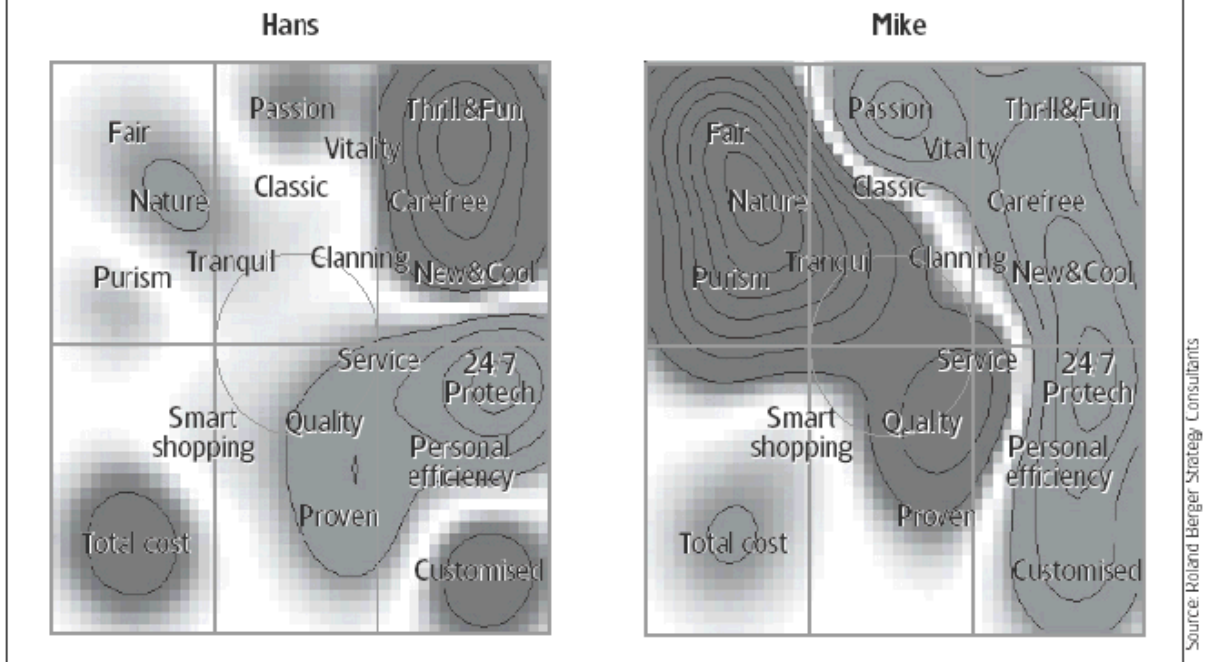 Hans
Passion
Thrill&Fun
Fair
Vitality
Classic
Nature
Carefree
Tranquil
Clanning
Purism
New&Cool
Service
24/7
Protech
Smart
shopping
Quality
Personal
efficiency
Proven
Total cost
Customised
Mike
Passion
Thrill&Fun
Fair
Vitality
Classic
Nature
Carefree
Tranquil
Clanning
Purism
New&Cool
Service
24/7
Protech
Smart
shopping
Quality
Personal
efficiency
Proven
Total cost
Customised
Source: Roland Berger Strategy Consultants